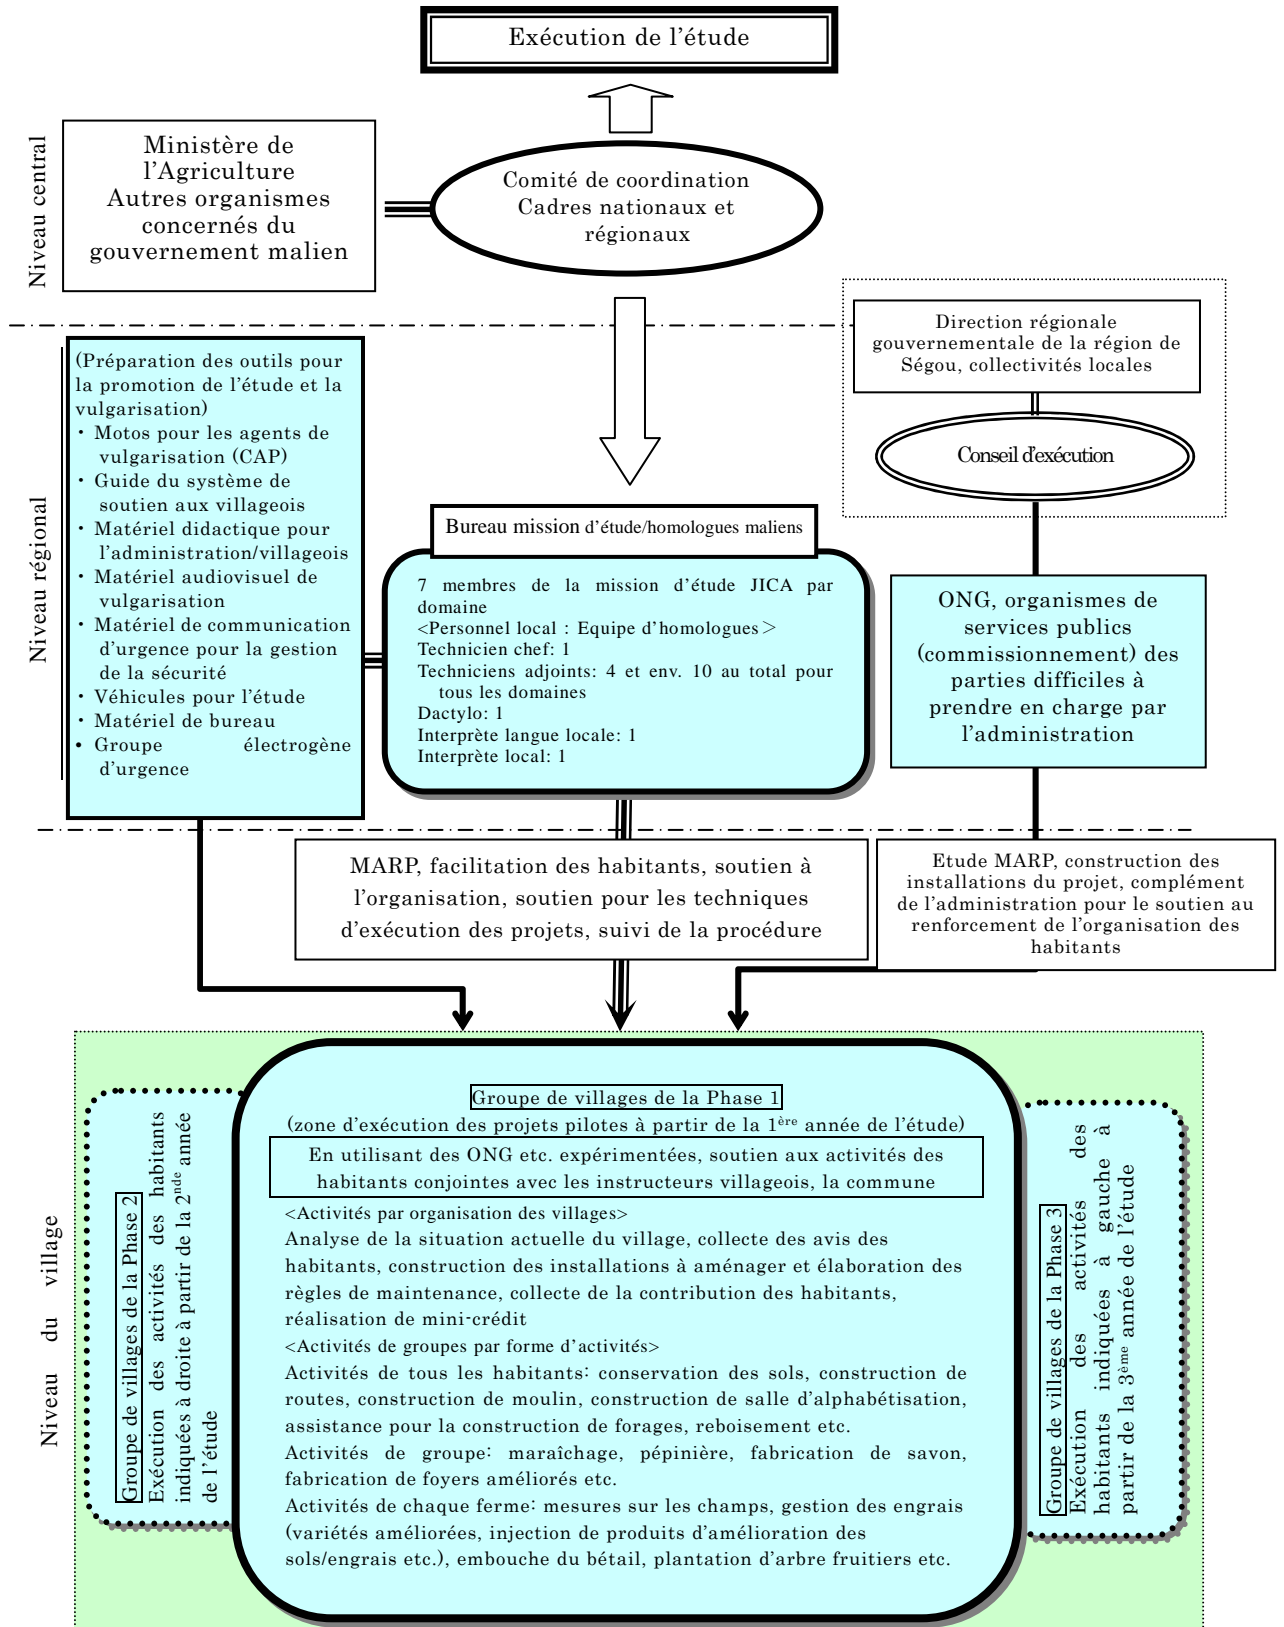 Exécution de l’étude
Niveau central
Ministère de
l’Agriculture
Autres organismes
concernés du
gouvernement malien
Comité de coordination
Cadres nationaux et
régionaux
Direction régionale
gouvernementale de la région de
Ségou, collectivités locales
Conseil d’exécution
Niveau régional
(Préparation des outils pour
la promotion de l’étude et la
vulgarisation)
・ Motos pour les agents de
vulgarisation (CAP)
・ Guide du système de
soutien aux villageois
・ Matériel didactique pour
l’administration/villageois
・ Matériel audiovisuel de
vulgarisation
・ Matériel de communication
d’urgence pour la gestion
de la sécurité
・ Véhicules pour l’étude
・ Matériel de bureau
• Groupe électrogène
d’urgence
Bureau mission d’étude/homologues maliens
7 membres de la mission d’étude JICA par
domaine
<Personnel local : Equipe d’homologues＞
Technicien chef: 1
Techniciens adjoints: 4 et env. 10 au total pour
tous les domaines
Dactylo: 1
Interprète langue locale: 1
Interprète local: 1
ONG, organismes de
services publics
(commissionnement) des
parties difficiles à
prendre en charge par
l’administration
MARP, facilitation des habitants, soutien à
l’organisation, soutien pour les techniques
d’exécution des projets, suivi de la procédure
Etude MARP, construction des
installations du projet, complément
de l’administration pour le soutien au
renforcement de l’organisation des
habitants
Niveau du village
Groupe de villages de la Phase 2
Exécution des activités des habitants
indiquées à droite à partir de la 2nde année
de l’étude
Groupe de villages de la Phase 1
(zone d’exécution des projets pilotes à partir de la 1ère année de l’étude)
En utilisant des ONG etc. expérimentées, soutien aux activités des
habitants conjointes avec les instructeurs villageois, la commune
<Activités par organisation des villages>
Analyse de la situation actuelle du village, collecte des avis des
habitants, construction des installations à aménager et élaboration des
règles de maintenance, collecte de la contribution des habitants,
réalisation de mini-crédit
<Activités de groupes par forme d’activités>
Activités de tous les habitants: conservation des sols, construction de
routes, construction de moulin, construction de salle d’alphabétisation,
assistance pour la construction de forages, reboisement etc.
Activités de groupe: maraîchage, pépinière, fabrication de savon,
fabrication de foyers améliorés etc.
Activités de chaque ferme: mesures sur les champs, gestion des engrais
(variétés améliorées, injection de produits d’amélioration des
sols/engrais etc.), embouche du bétail, plantation d’arbre fruitiers etc.
Groupe de villages de la Phase 3
Exécution des activités des
habitants indiquées à gauche à
partir de la 3ème année de l’étude